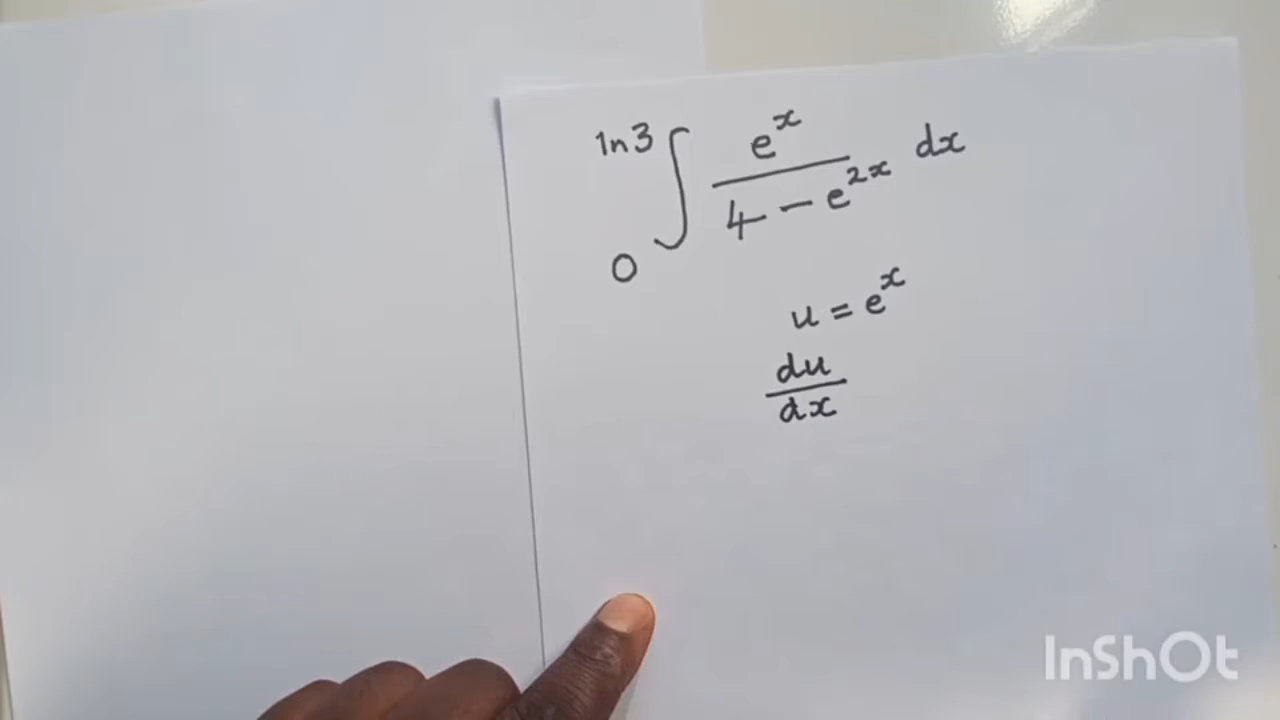 ln3 ∫ e^x / (4 - e^{2x}) dx
0
u = e^x
du/dx
InShOt